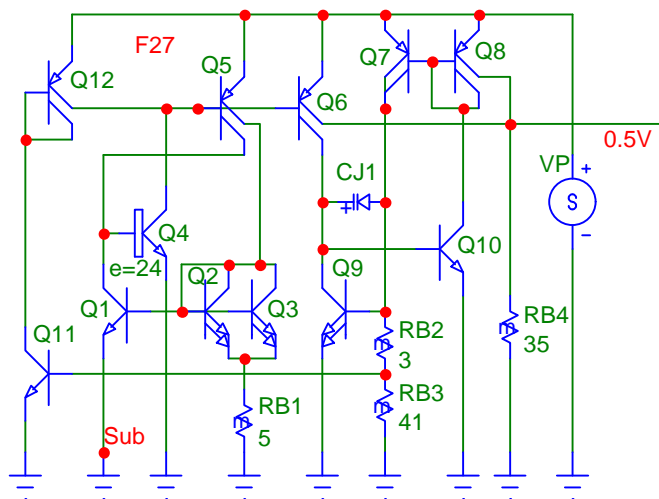 F27
Q5
Q7
Q8
Q12
Q6
0.5V
CJ1
VP
+
S
+
−
Q4
e=24
Q2
Q10
Q1
Q3
Q9
Q11
RB2
m
3
RB4
m
35
RB1
m
5
RB3
m
41
Sub